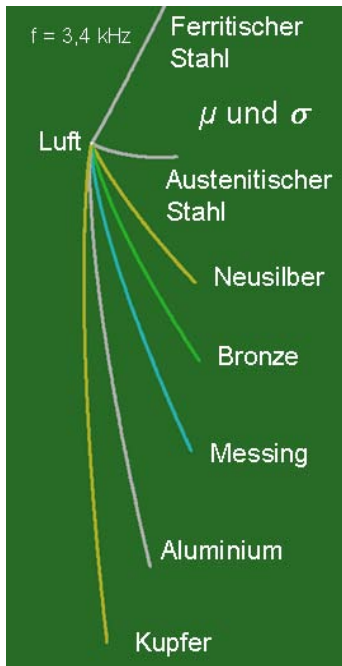 f = 3,4 kHz
Ferritischer
Stahl
μ und σ
Luft
Austenitischer
Stahl
Neusilber
Bronze
Messing
Aluminium
Kupfer